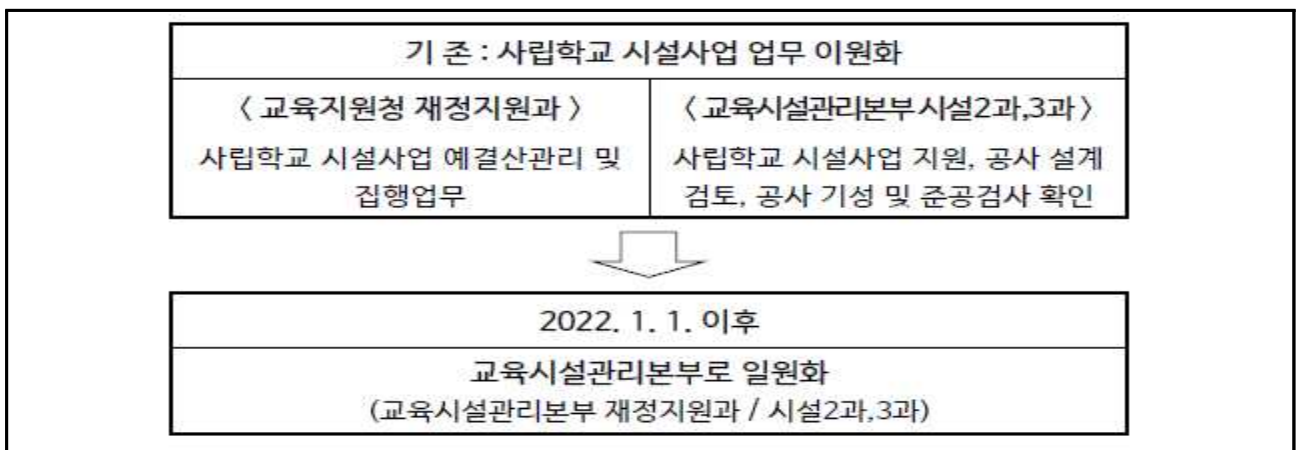 기 존 : 사립학교 시설사업 업무 이원화
〈 교육지원청 재정지원과 〉
사립학교 시설사업 예결산관리 및
집행업무
〈 교육시설관리본부 시설2과,3과 〉
사립학교 시설사업 지원, 공사 설계
검토, 공사 기성 및 준공검사 확인
2022. 1. 1. 이후
교육시설관리본부로 일원화
(교육시설관리본부 재정지원과 / 시설2과,3과)